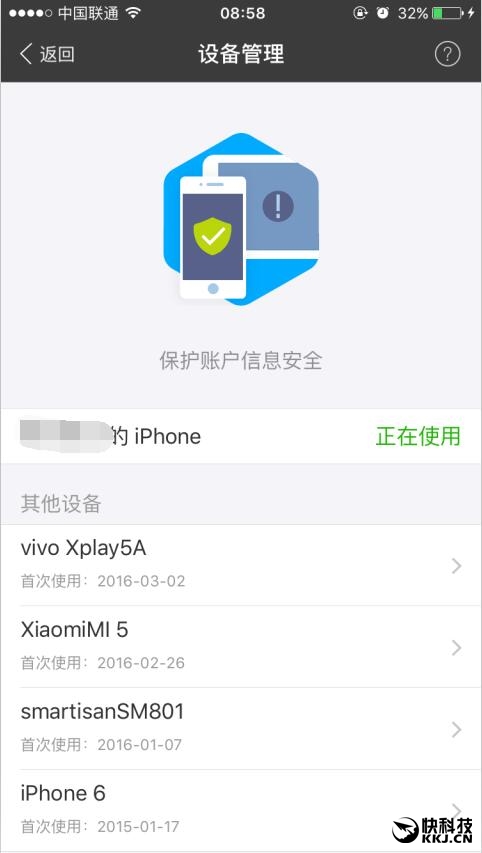 中国联通 08:58 32%
返回 设备管理 ?
保护账户信息安全
的 iPhone 正在使用
其他设备
vivo Xplay5A
首次使用：2016-03-02
XiaomiMI 5
首次使用：2016-02-26
smartisanSM801
首次使用：2016-01-07
iPhone 6
首次使用：2015-01-17
快科技
KKJ.CN